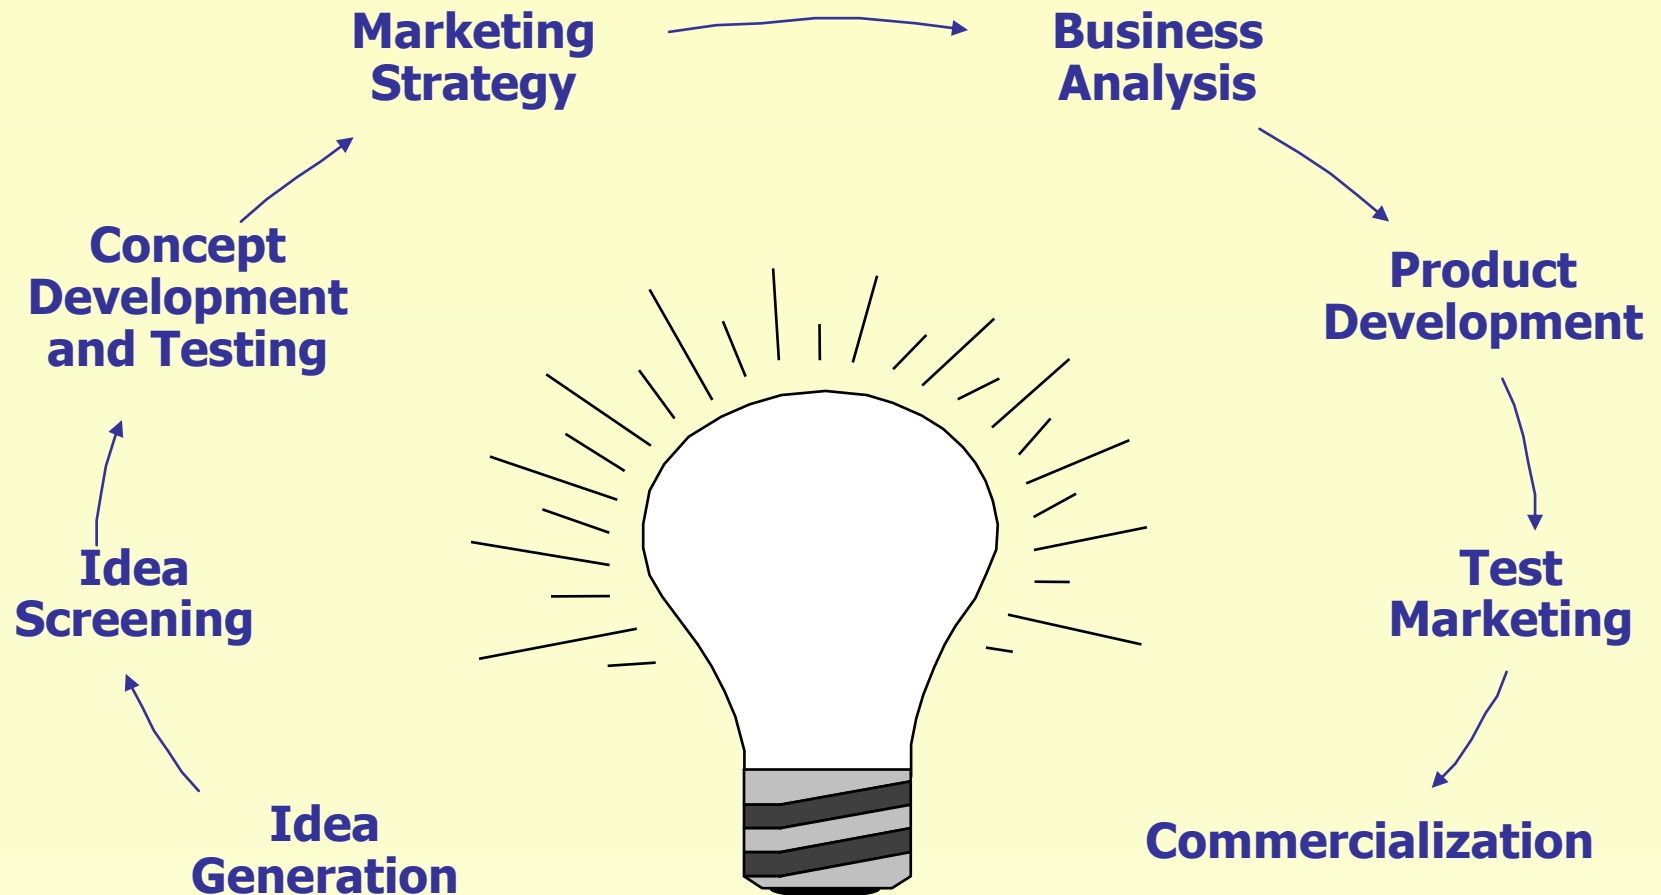 Marketing
Strategy
Business
Analysis
Concept
Development
and Testing
Product
Development
Idea
Screening
Test
Marketing
Idea
Generation
Commercialization